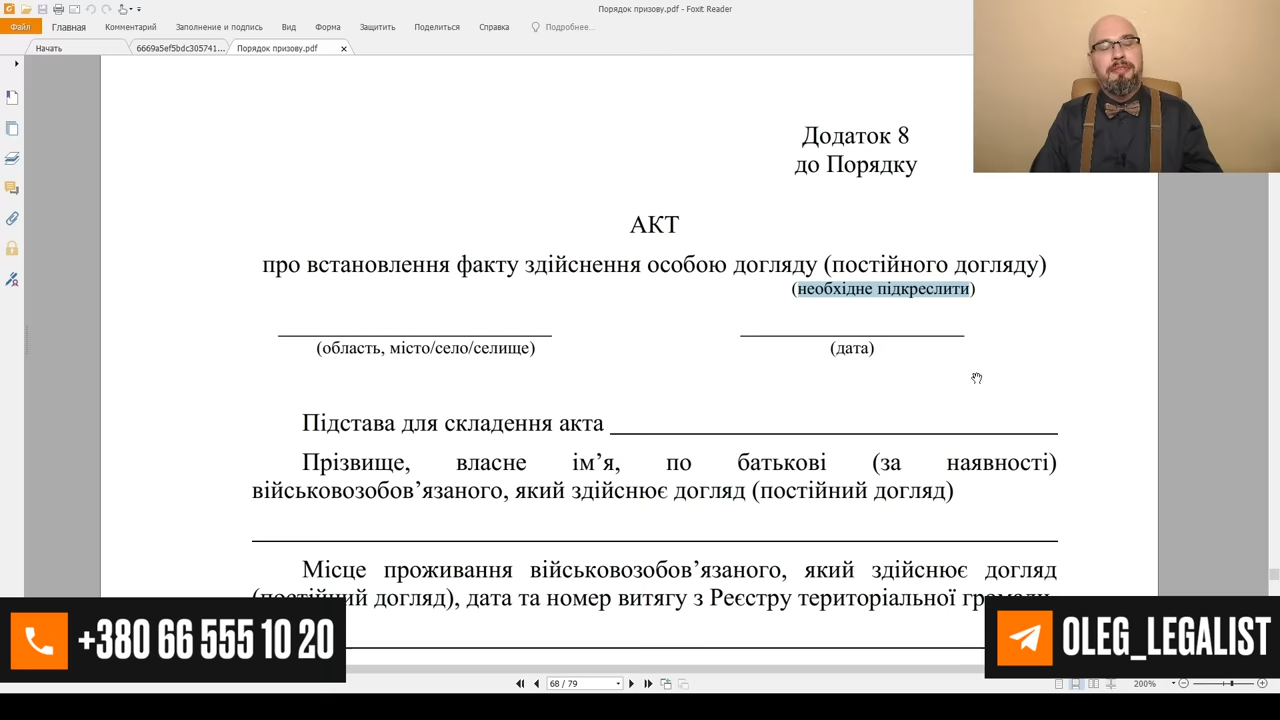 Порядок призову.pdf - Foxit Reader
Файл Главная Комментарий Заполнение и подпись Вид Форма Защитить Поделиться Справка Подробнее...
Начать 6669a5ef5bdc305741... Порядок призову.pdf
Додаток 8
до Порядку
АКТ
про встановлення факту здійснення особою догляду (постійного догляду)
(необхідне підкреслити)
(область, місто/село/селище) (дата)
Підстава для складення акта
Прізвище, власне ім’я, по батькові (за наявності)
військовозобов’язаного, який здійснює догляд (постійний догляд)
Місце проживання військовозобов’язаного, який здійснює догляд
(постійний догляд), дата та номер витягу з Реєстру територіальної громади
+380 66 555 10 20
OLEG_LEGALIST
68 / 79
200%